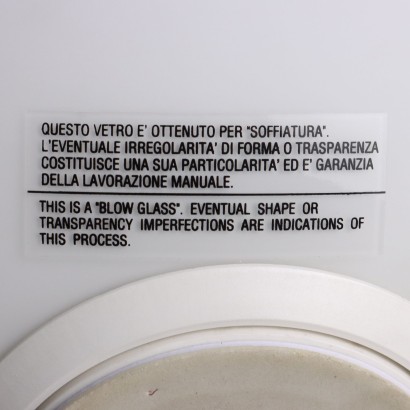 QUESTO VETRO E' OTTENUTO PER "SOFFIATURA".
L'EVENTUALE IRREGOLARITA' DI FORMA O TRASPARENZA
COSTITUISCE UNA SUA PARTICOLARITA' ED E' GARANZIA
DELLA LAVORAZIONE MANUALE.
THIS IS A "BLOW GLASS". EVENTUAL SHAPE OR
TRANSPARENCY IMPERFECTIONS ARE INDICATIONS OF
THIS PROCESS.